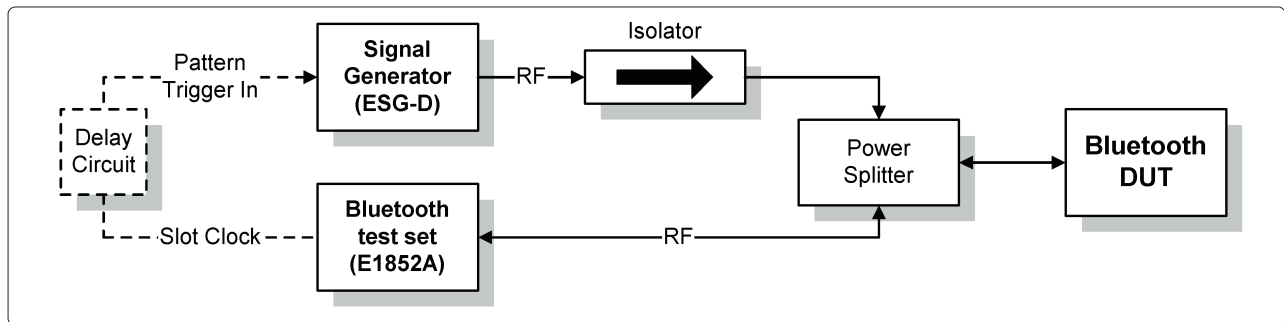 Pattern
Trigger In
Signal
Generator
(ESG-D)
RF
Isolator
Delay
Circuit
Power
Splitter
Bluetooth
DUT
Slot Clock
Bluetooth
test set
(E1852A)
RF